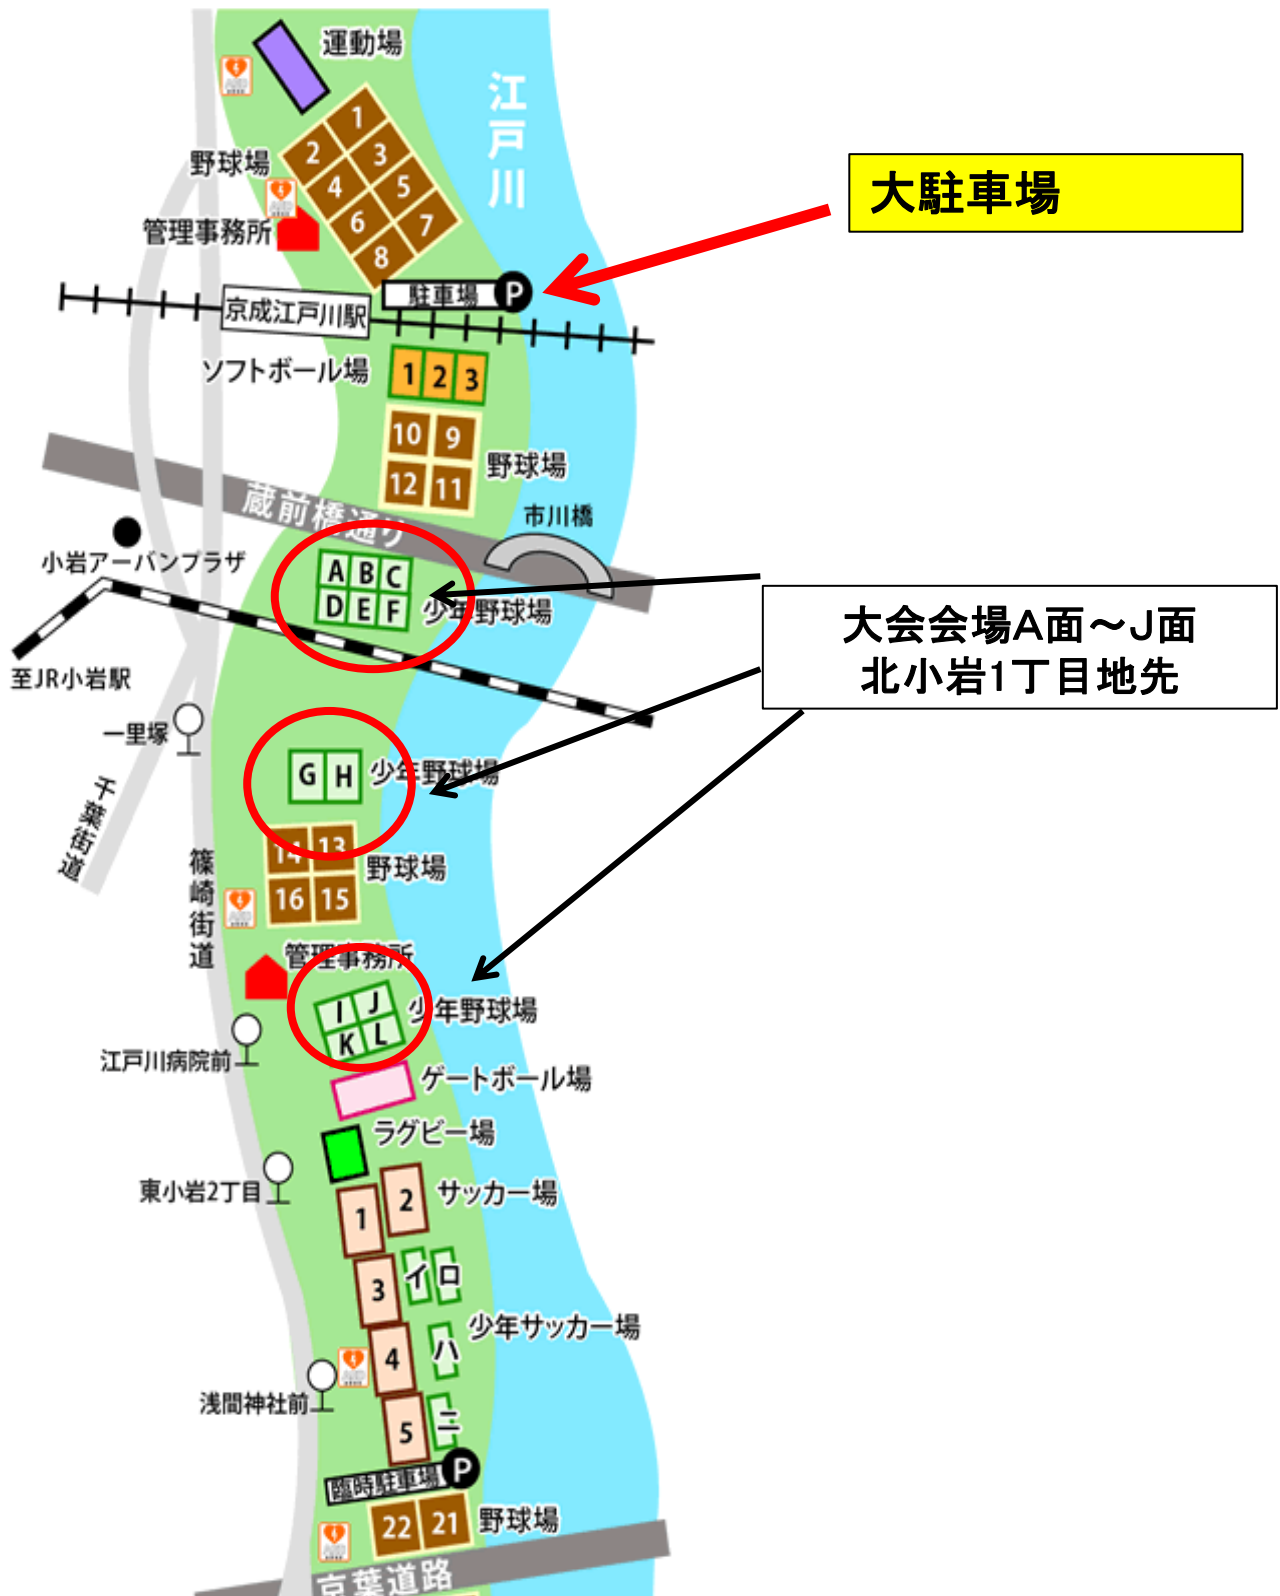 運動場
江戸川
1
2
3
4
5
6
7
8
野球場
管理事務所
大駐車場
駐車場 P
京成江戸川駅
ソフトボール場
1 2 3
10 9
12 11
野球場
蔵前橋通り
市川橋
小岩アーバンプラザ
A B C
D E F
少年野球場
大会会場A面～J面
北小岩1丁目地先
至JR小岩駅
一里塚
G H
少年野球場
千葉街道
14 13
16 15
野球場
篠崎街道
管理事務所
I J
K L
少年野球場
江戸川病院前
ゲートボール場
ラグビー場
東小岩2丁目
1
2
サッカー場
3
イ
ロ
少年サッカー場
4
ハ
浅間神社前
5
ニ
臨時駐車場 P
22 21
野球場
京葉道路